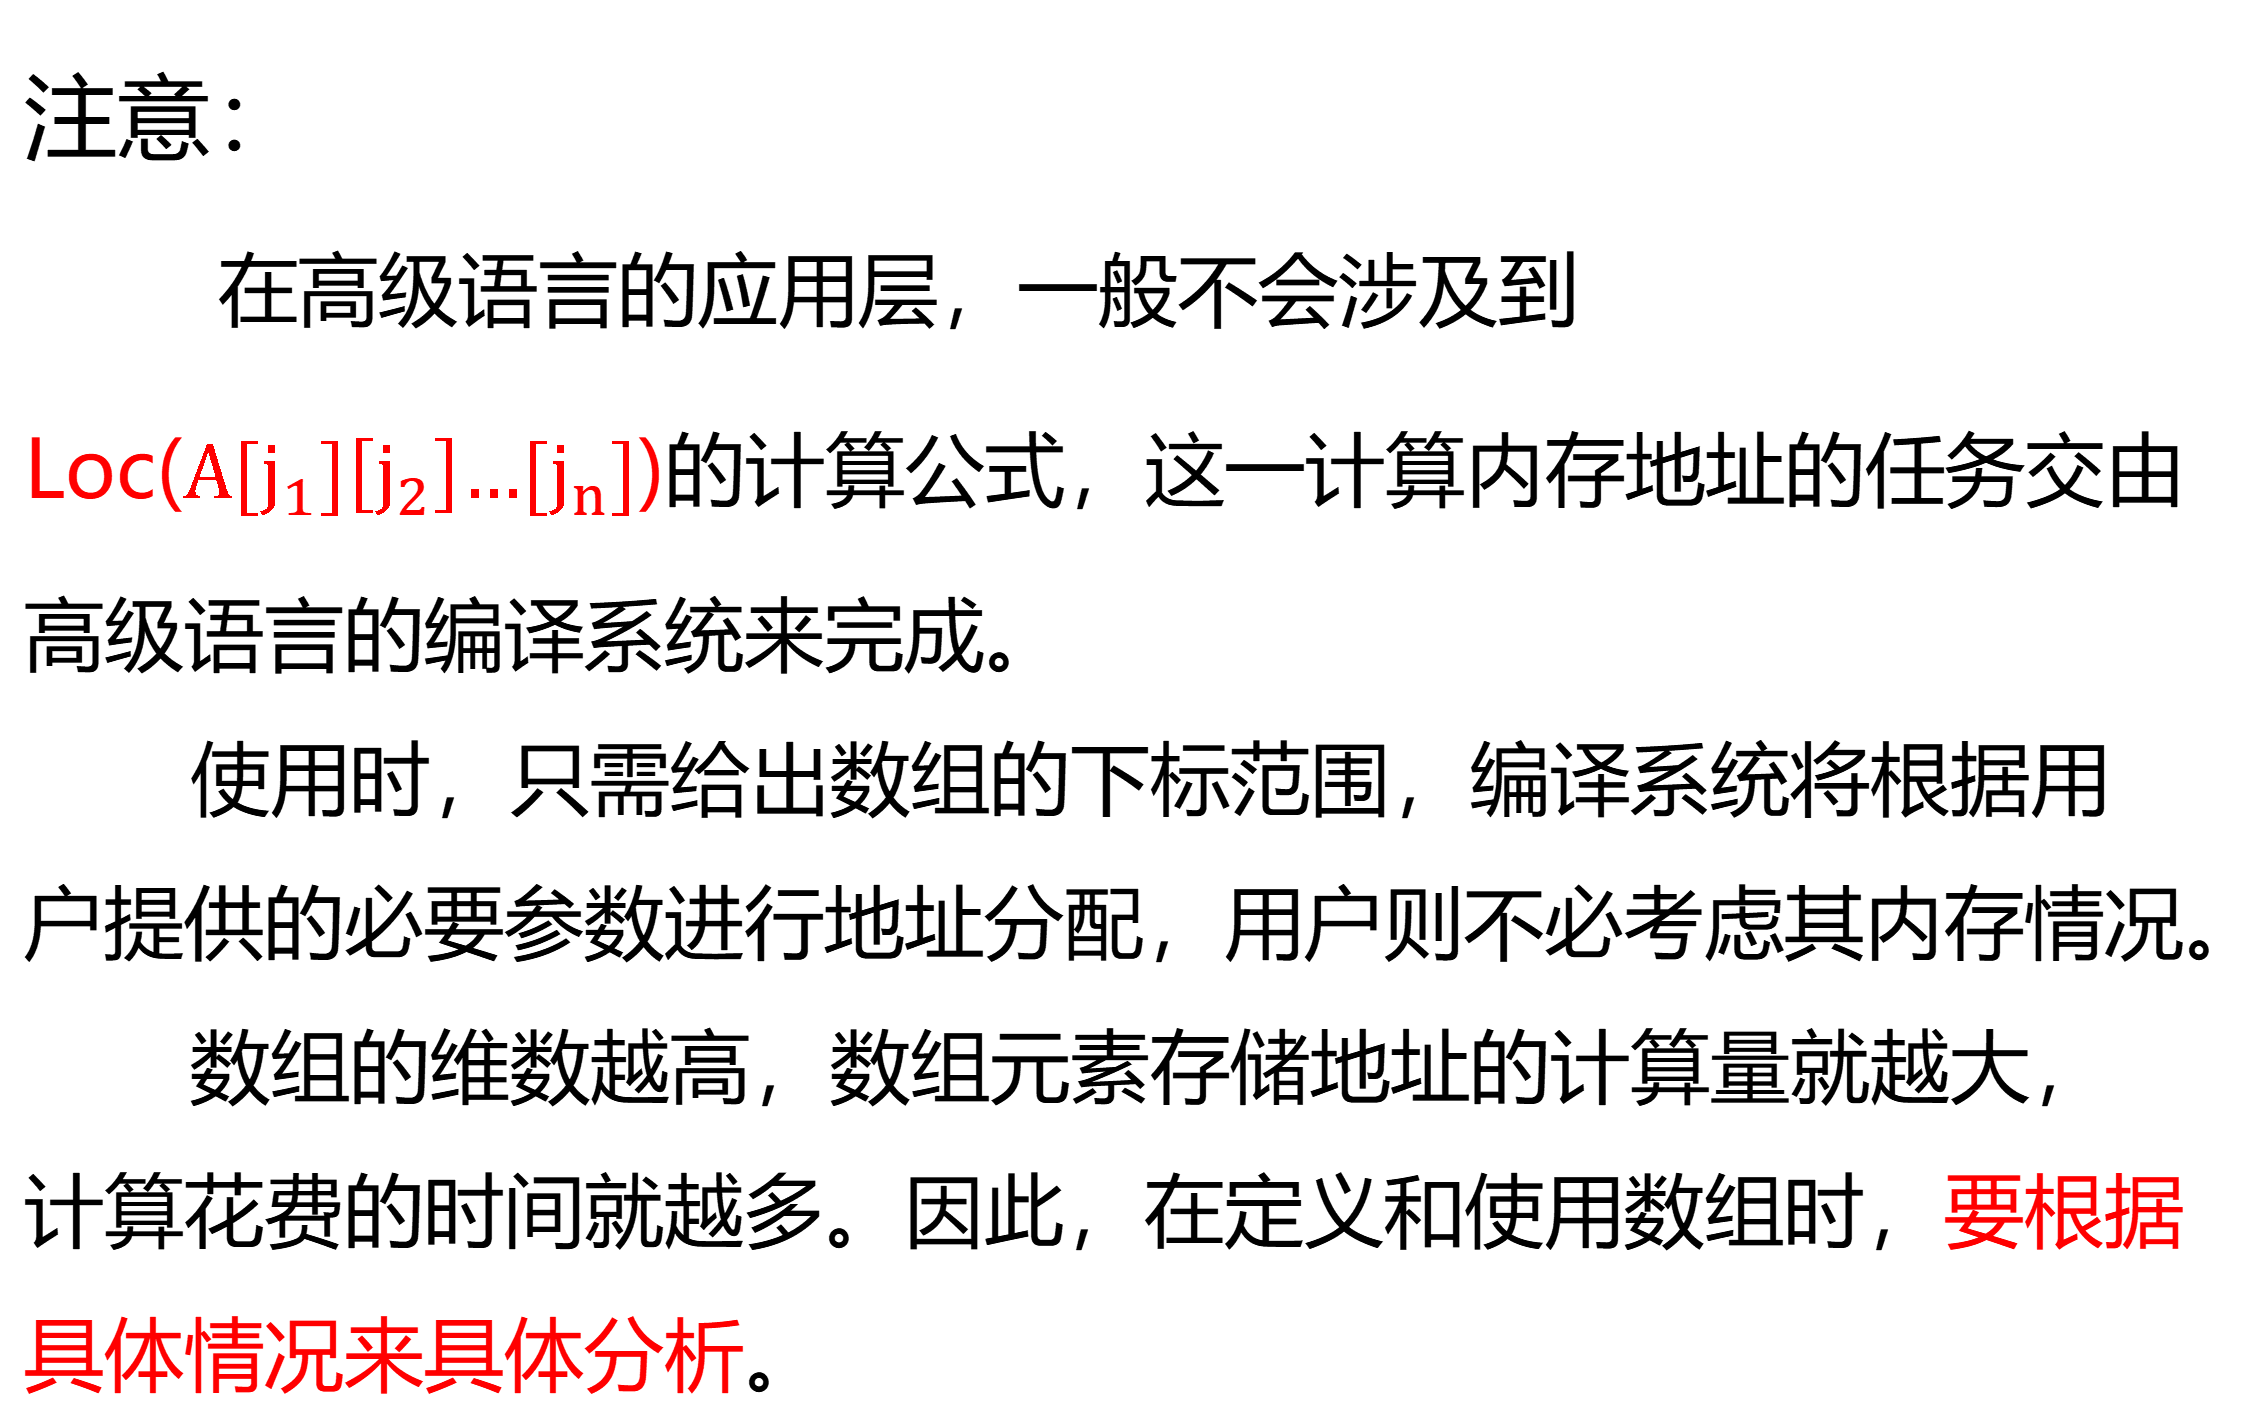 注意：
在高级语言的应用层，一般不会涉及到
Loc(A[j₁][j₂]…[jₙ])的计算公式，这一计算内存地址的任务交由
高级语言的编译系统来完成。
使用时，只需给出数组的下标范围，编译系统将根据用
户提供的必要参数进行地址分配，用户则不必考虑其内存情况。
数组的维数越高，数组元素存储地址的计算量就越大，
计算花费的时间就越多。因此，在定义和使用数组时，要根据
具体情况来具体分析。